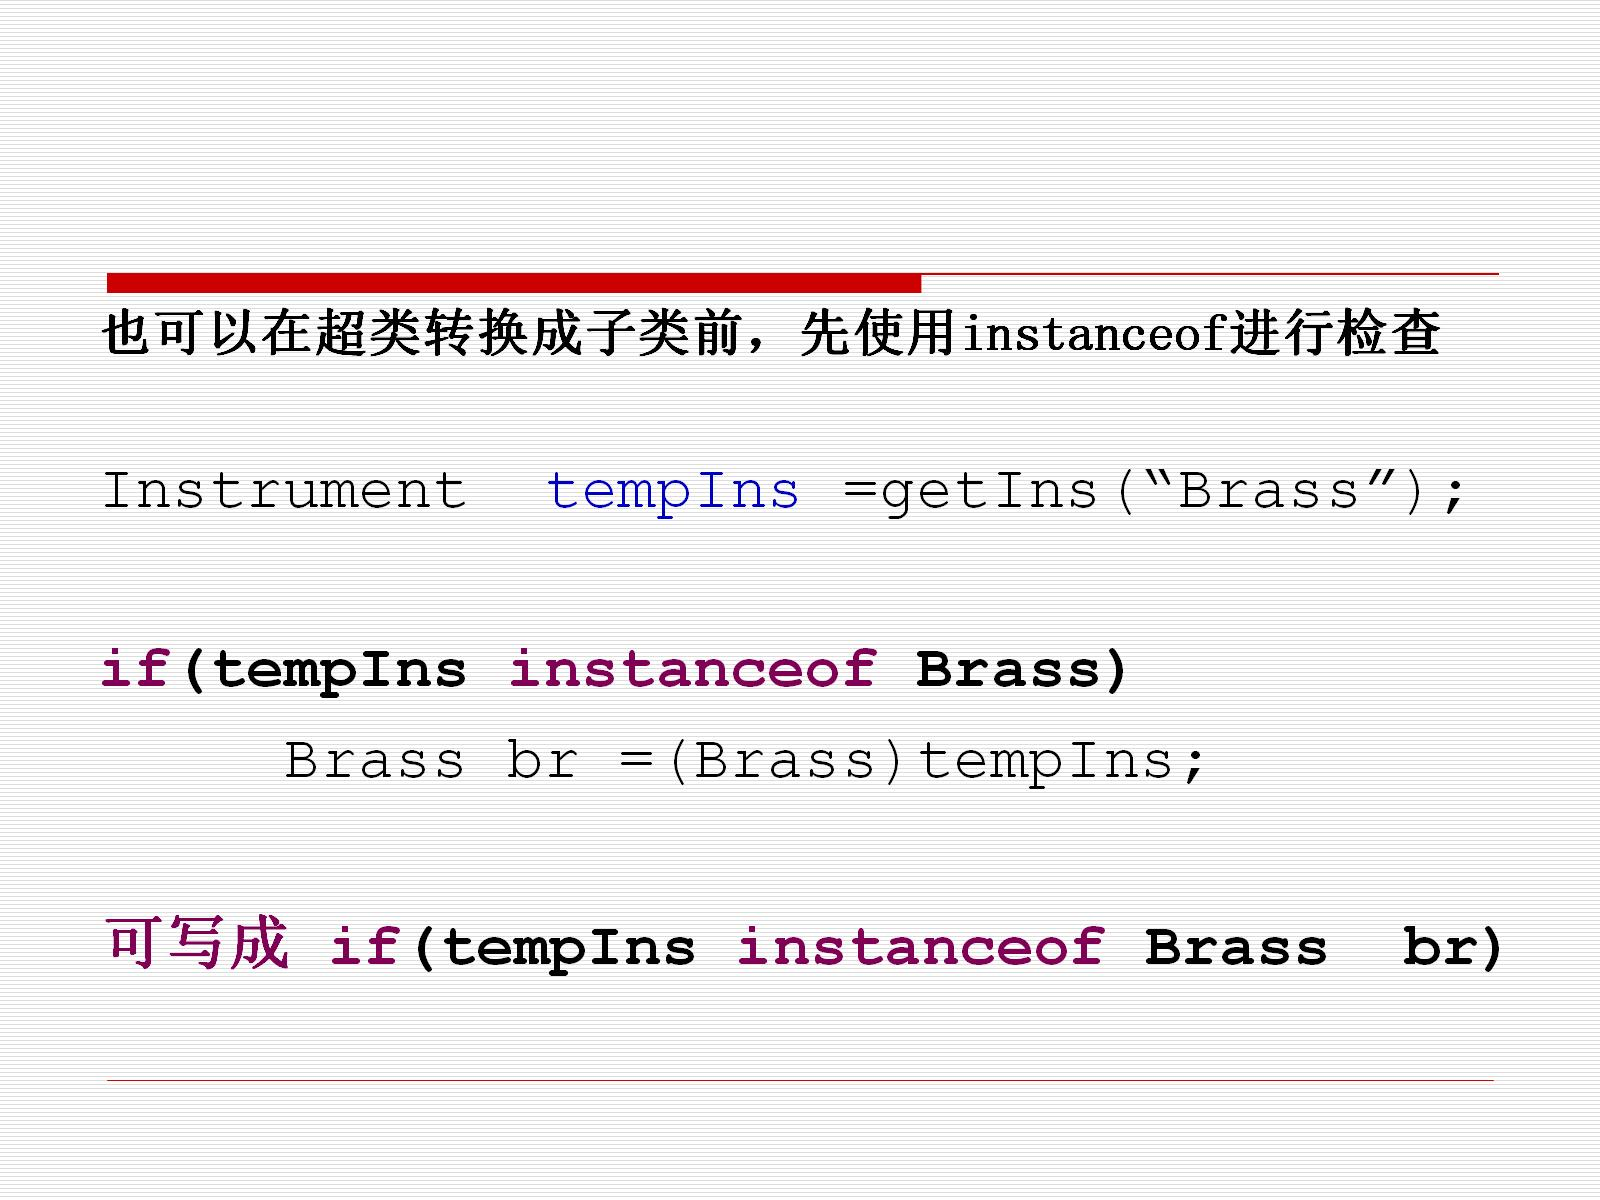 也可以在超类转换成子类前，先使用instanceof进行检查
Instrument  tempIns =getIns(“Brass”);
if(tempIns instanceof Brass)
Brass br =(Brass)tempIns;
可写成 if(tempIns instanceof Brass  br)